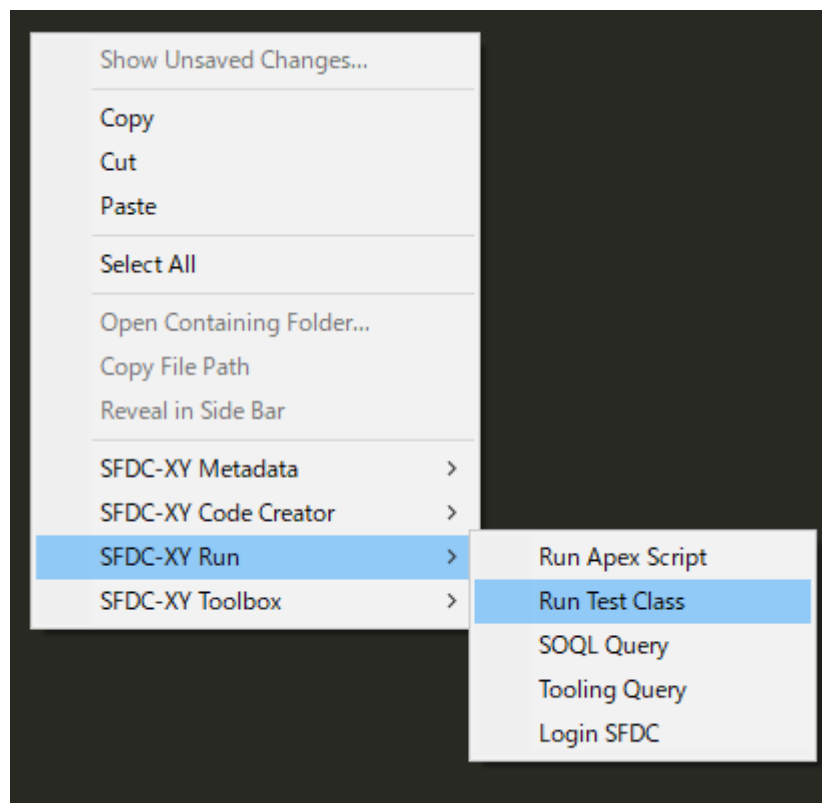 Show Unsaved Changes...
Copy
Cut
Paste
Select All
Open Containing Folder...
Copy File Path
Reveal in Side Bar
SFDC-XY Metadata
SFDC-XY Code Creator
SFDC-XY Run
SFDC-XY Toolbox
Run Apex Script
Run Test Class
SOQL Query
Tooling Query
Login SFDC